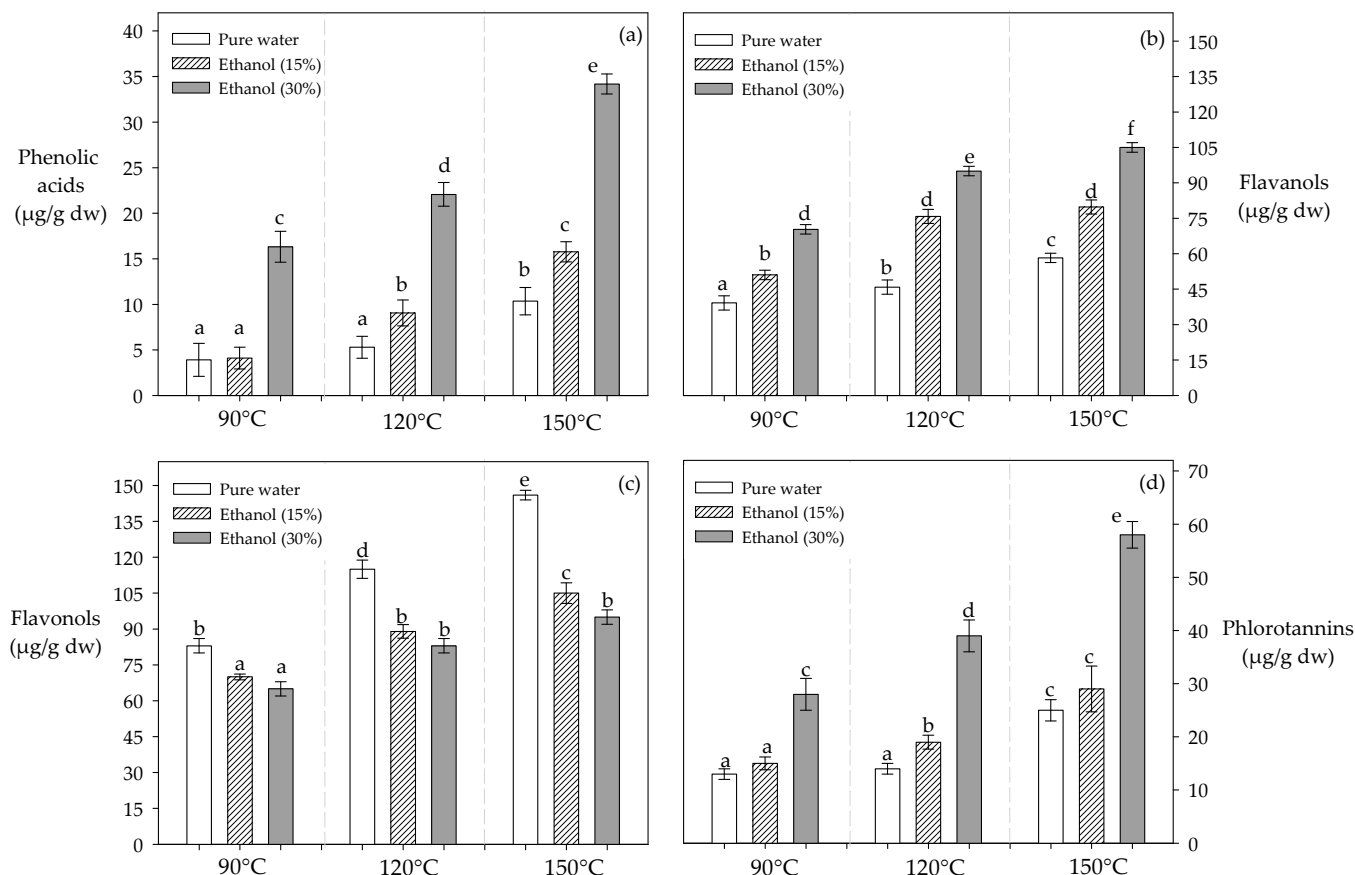 (a)
Pure water
Ethanol (15%)
Ethanol (30%)
Phenolic
acids
(µg/g dw)
40
35
30
25
20
15
10
5
0
a
a
c
a
b
d
b
c
e
90°C
120°C
150°C
(b)
Pure water
Ethanol (15%)
Ethanol (30%)
Flavanols
(µg/g dw)
150
135
120
105
90
75
60
45
30
15
0
a
b
d
b
d
e
c
d
f
90°C
120°C
150°C
(c)
Pure water
Ethanol (15%)
Ethanol (30%)
Flavonols
(µg/g dw)
150
135
120
105
90
75
60
45
30
15
0
b
a
a
d
b
b
e
c
b
90°C
120°C
150°C
(d)
Pure water
Ethanol (15%)
Ethanol (30%)
Phlorotannins
(µg/g dw)
70
60
50
40
30
20
10
0
a
a
c
a
b
d
c
c
e
90°C
120°C
150°C